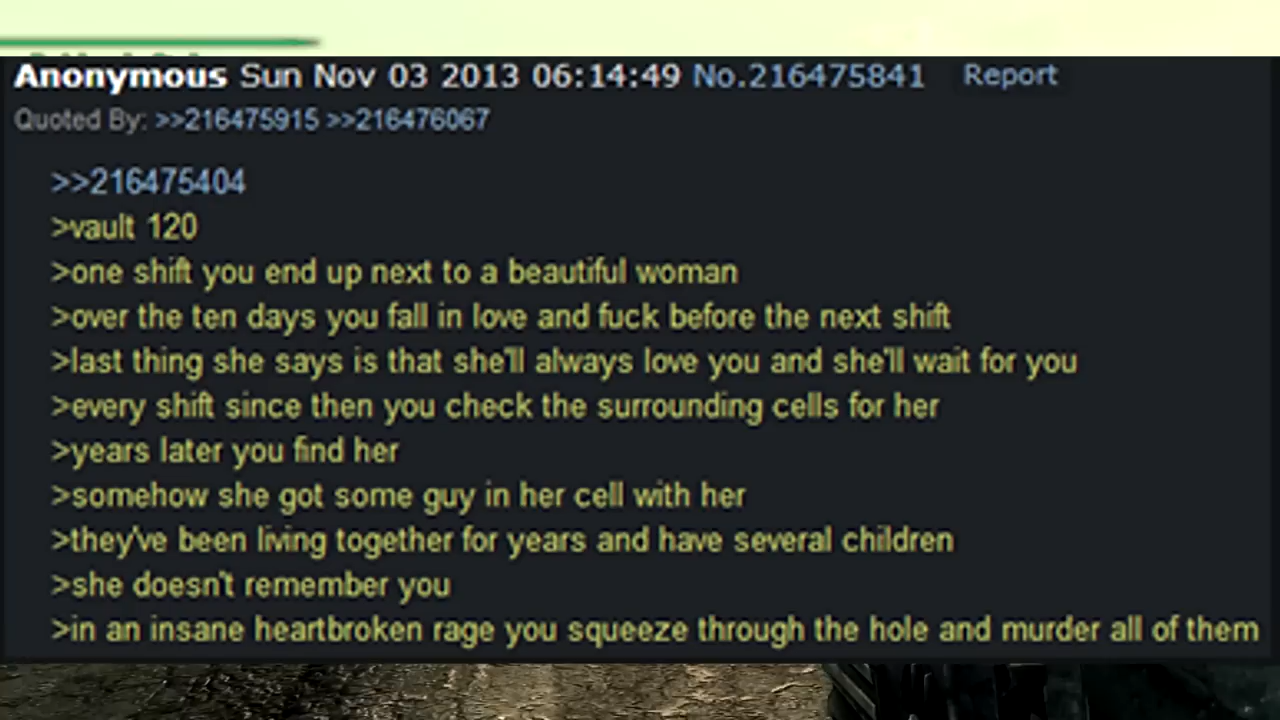 Anonymous Sun Nov 03 2013 06:14:49 No.216475841 Report
Quoted By: >>216475915 >>216476067
>>216475404
>vault 120
>one shift you end up next to a beautiful woman
>over the ten days you fall in love and fuck before the next shift
>last thing she says is that she'll always love you and she'll wait for you
>every shift since then you check the surrounding cells for her
>years later you find her
>somehow she got some guy in her cell with her
>they've been living together for years and have several children
>she doesn't remember you
>in an insane heartbroken rage you squeeze through the hole and murder all of them